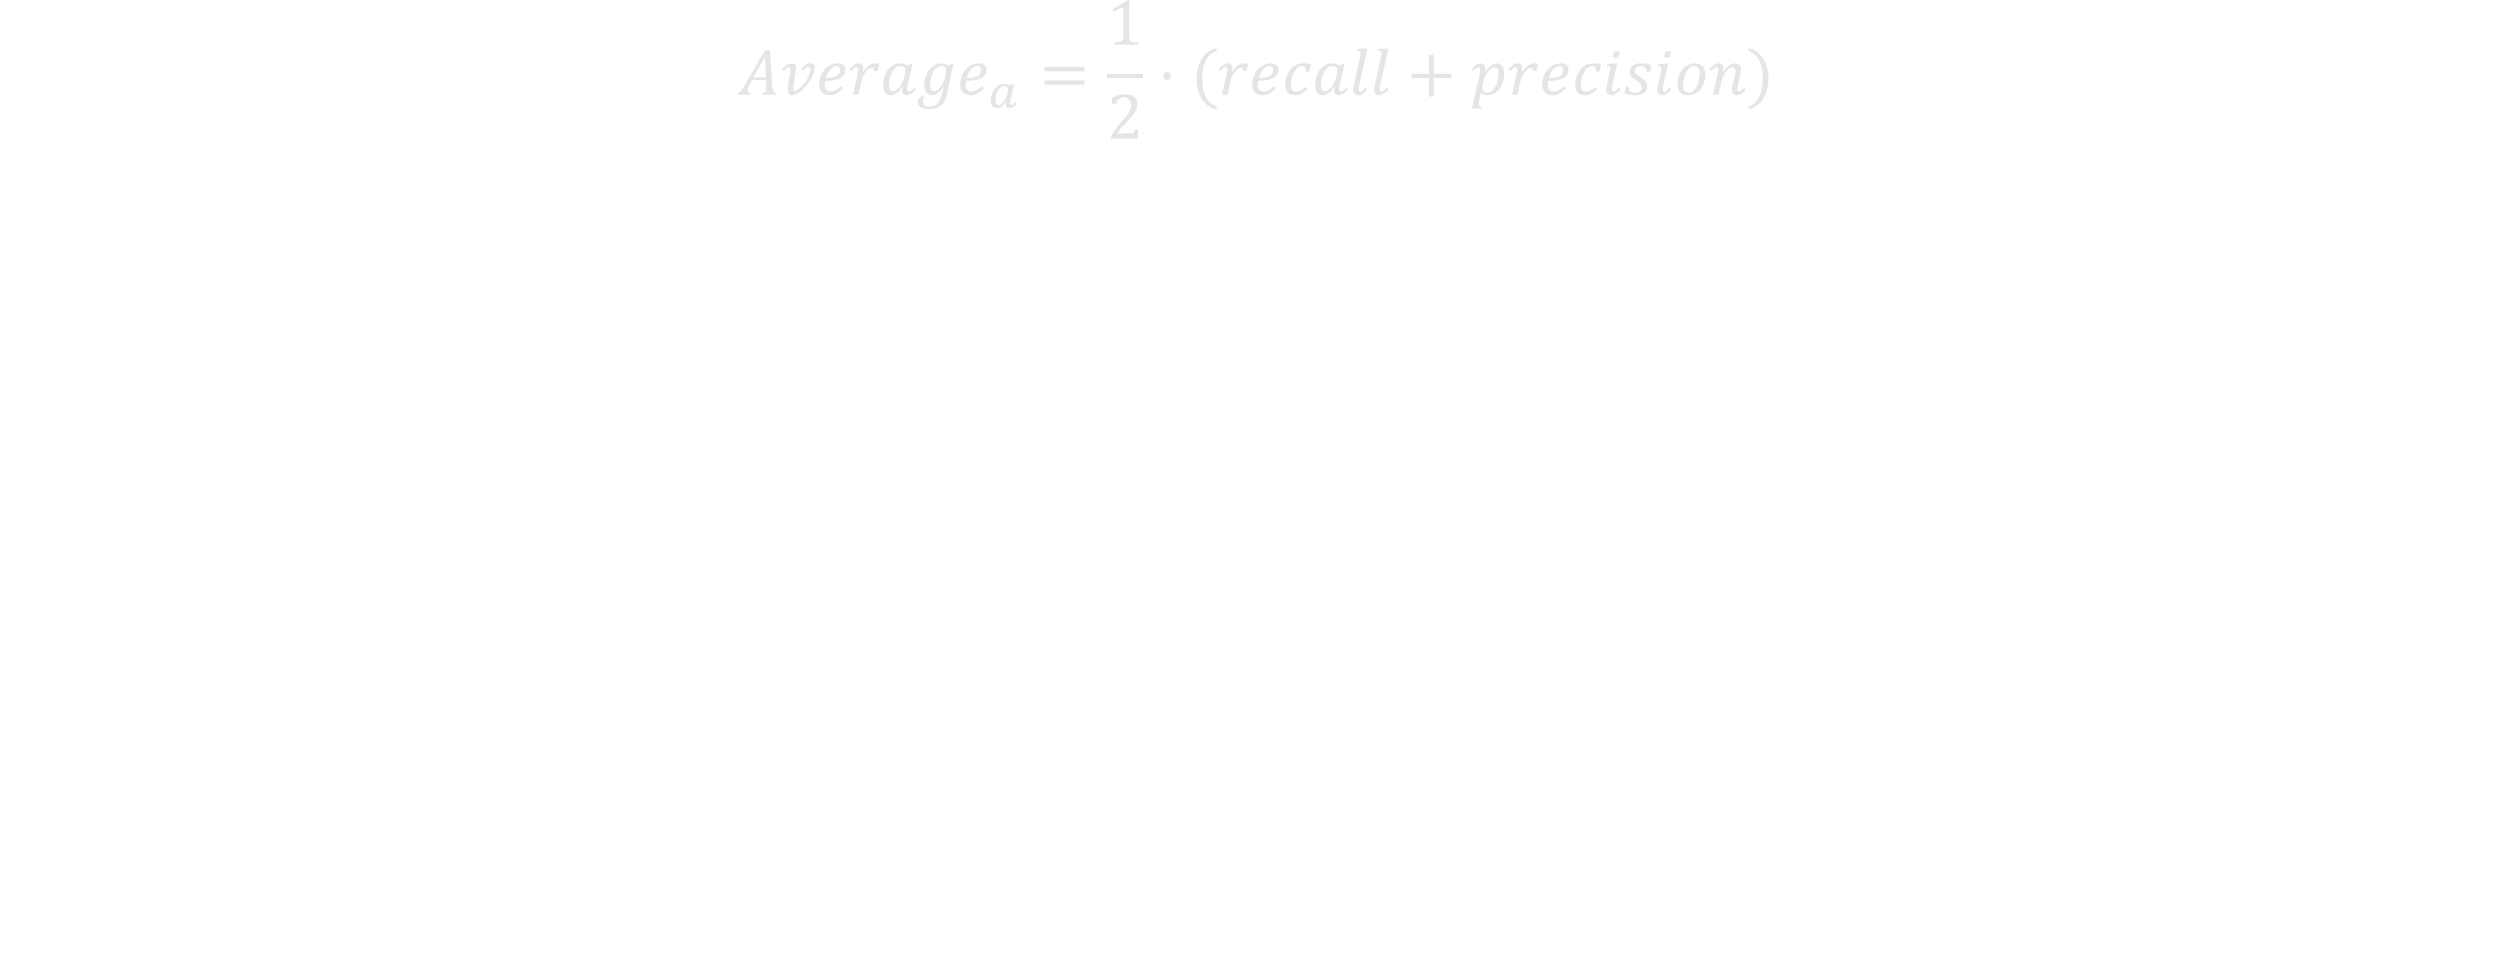 Average_a = 1/2 · (recall + precision)